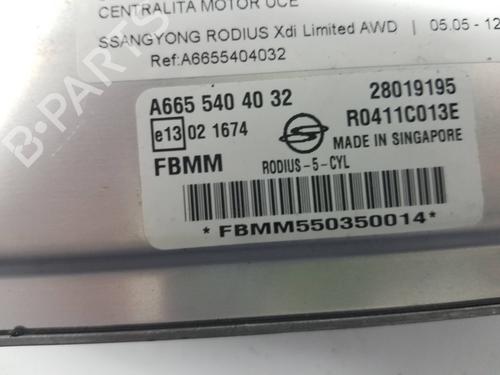 CENTRALITA MOTOR UCE
SSANGYONG RODIUS Xdi Limited AWD | 05.05 - 12
Ref:A6655404032
A665 540 40 32 28019195
e13 02 1674 R0411C013E
MADE IN SINGAPORE
FBMM RODIUS-5-CYL
*FBMM550350014*
B-PARTS